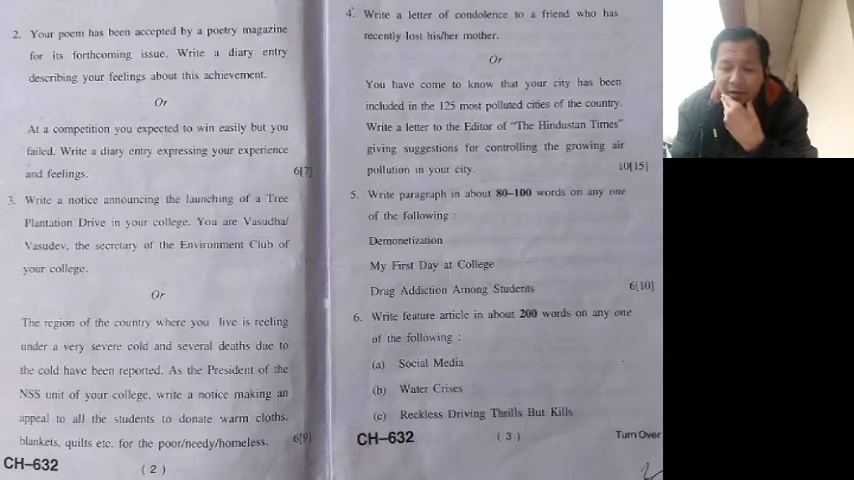 2. Your poem has been accepted by a poetry magazine
for its forthcoming issue. Write a diary entry
describing your feelings about this achievement.
Or
At a competition you expected to win easily but you
failed. Write a diary entry expressing your experience
and feelings. 6[7]
3. Write a notice announcing the launching of a Tree
Plantation Drive in your college. You are Vasudha/
Vasudev, the secretary of the Environment Club of
your college.
Or
The region of the country where you live is reeling
under a very severe cold and several deaths due to
the cold have been reported. As the President of the
NSS unit of your college, write a notice making an
appeal to all the students to donate warm cloths,
blankets, quilts etc. for the poor/needy/homeless. 6[9]
CH–632 ( 2 )
4. Write a letter of condolence to a friend who has
recently lost his/her mother.
Or
You have come to know that your city has been
included in the 125 most polluted cities of the country.
Write a letter to the Editor of "The Hindustan Times"
giving suggestions for controlling the growing air
pollution in your city. 10[15]
5. Write paragraph in about 80–100 words on any one
of the following :
Demonetization
My First Day at College
Drug Addiction Among Students 6[10]
6. Write feature article in about 200 words on any one
of the following :
(a) Social Media
(b) Water Crises
(c) Reckless Driving Thrills But Kills
CH–632 ( 3 ) Turn Over